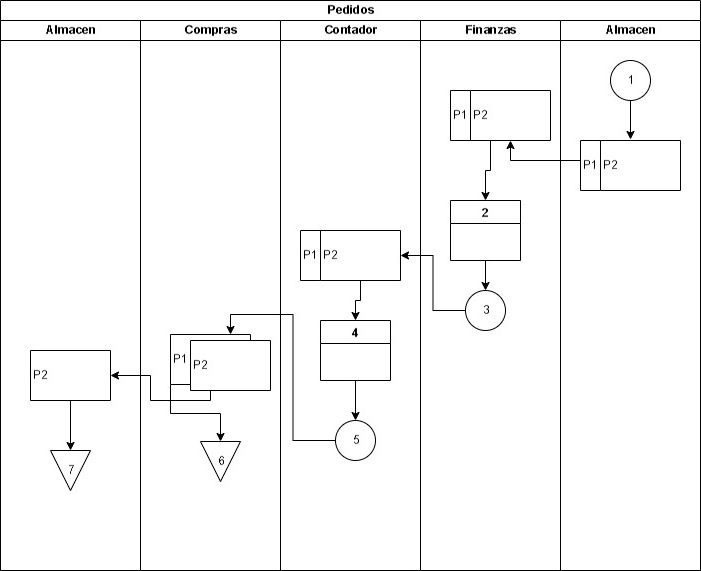 Pedidos
Almacen Compras Contador Finanzas Almacen
1
P1 P2
P1 P2
2
P1 P2
3
4
P1 P2
P2
5
6
7